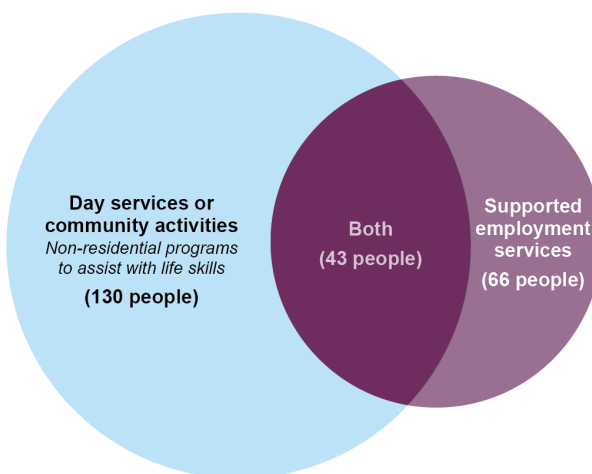 Day services or
community activities
Non-residential programs
to assist with life skills
(130 people)
Both
(43 people)
Supported
employment
services
(66 people)